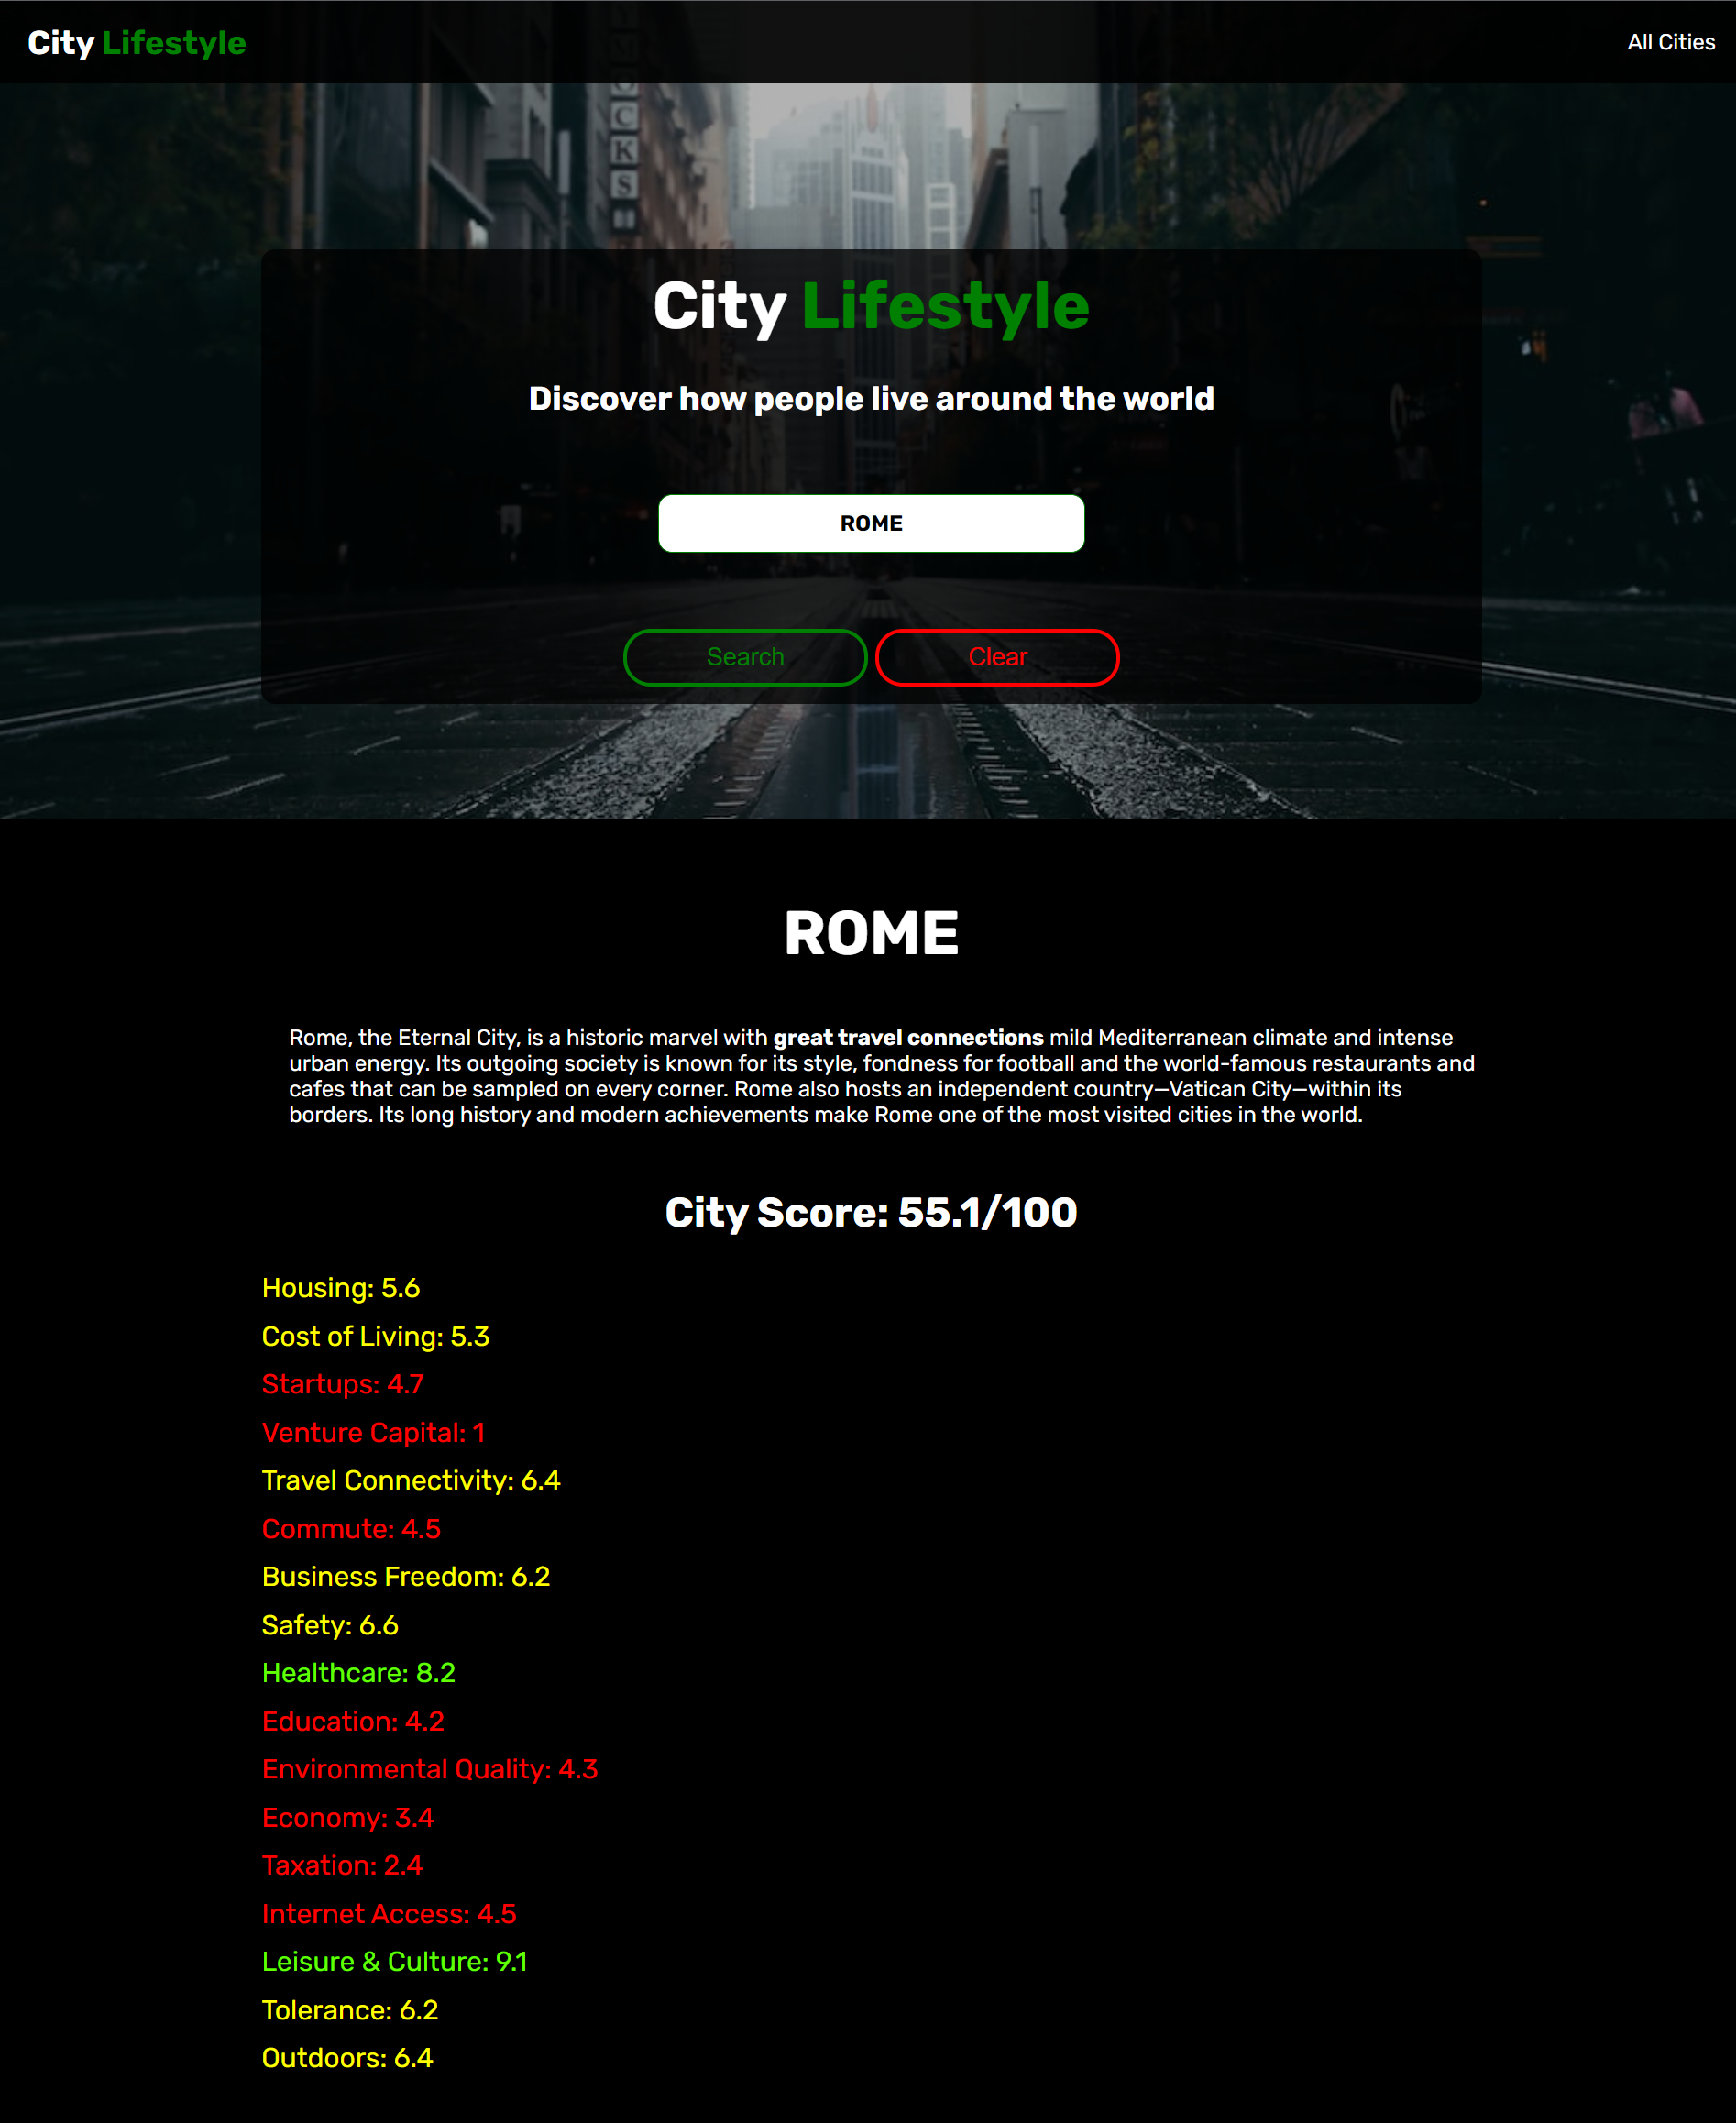 City Lifestyle
All Cities
City Lifestyle
Discover how people live around the world
ROME
Search
Clear
ROME
Rome, the Eternal City, is a historic marvel with great travel connections mild Mediterranean climate and intense
urban energy. Its outgoing society is known for its style, fondness for football and the world-famous restaurants and
cafes that can be sampled on every corner. Rome also hosts an independent country—Vatican City—within its
borders. Its long history and modern achievements make Rome one of the most visited cities in the world.
City Score: 55.1/100
Housing: 5.6
Cost of Living: 5.3
Startups: 4.7
Venture Capital: 1
Travel Connectivity: 6.4
Commute: 4.5
Business Freedom: 6.2
Safety: 6.6
Healthcare: 8.2
Education: 4.2
Environmental Quality: 4.3
Economy: 3.4
Taxation: 2.4
Internet Access: 4.5
Leisure & Culture: 9.1
Tolerance: 6.2
Outdoors: 6.4